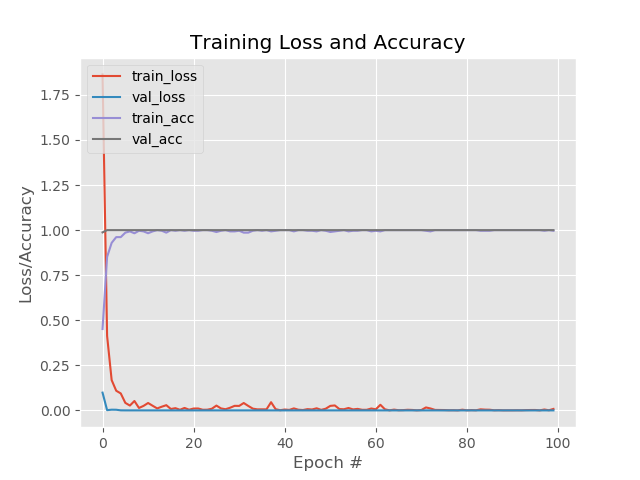 Training Loss and Accuracy
train_loss
val_loss
train_acc
val_acc
Loss/Accuracy
1.75
1.50
1.25
1.00
0.75
0.50
0.25
0.00
0 20 40 60 80 100
Epoch #